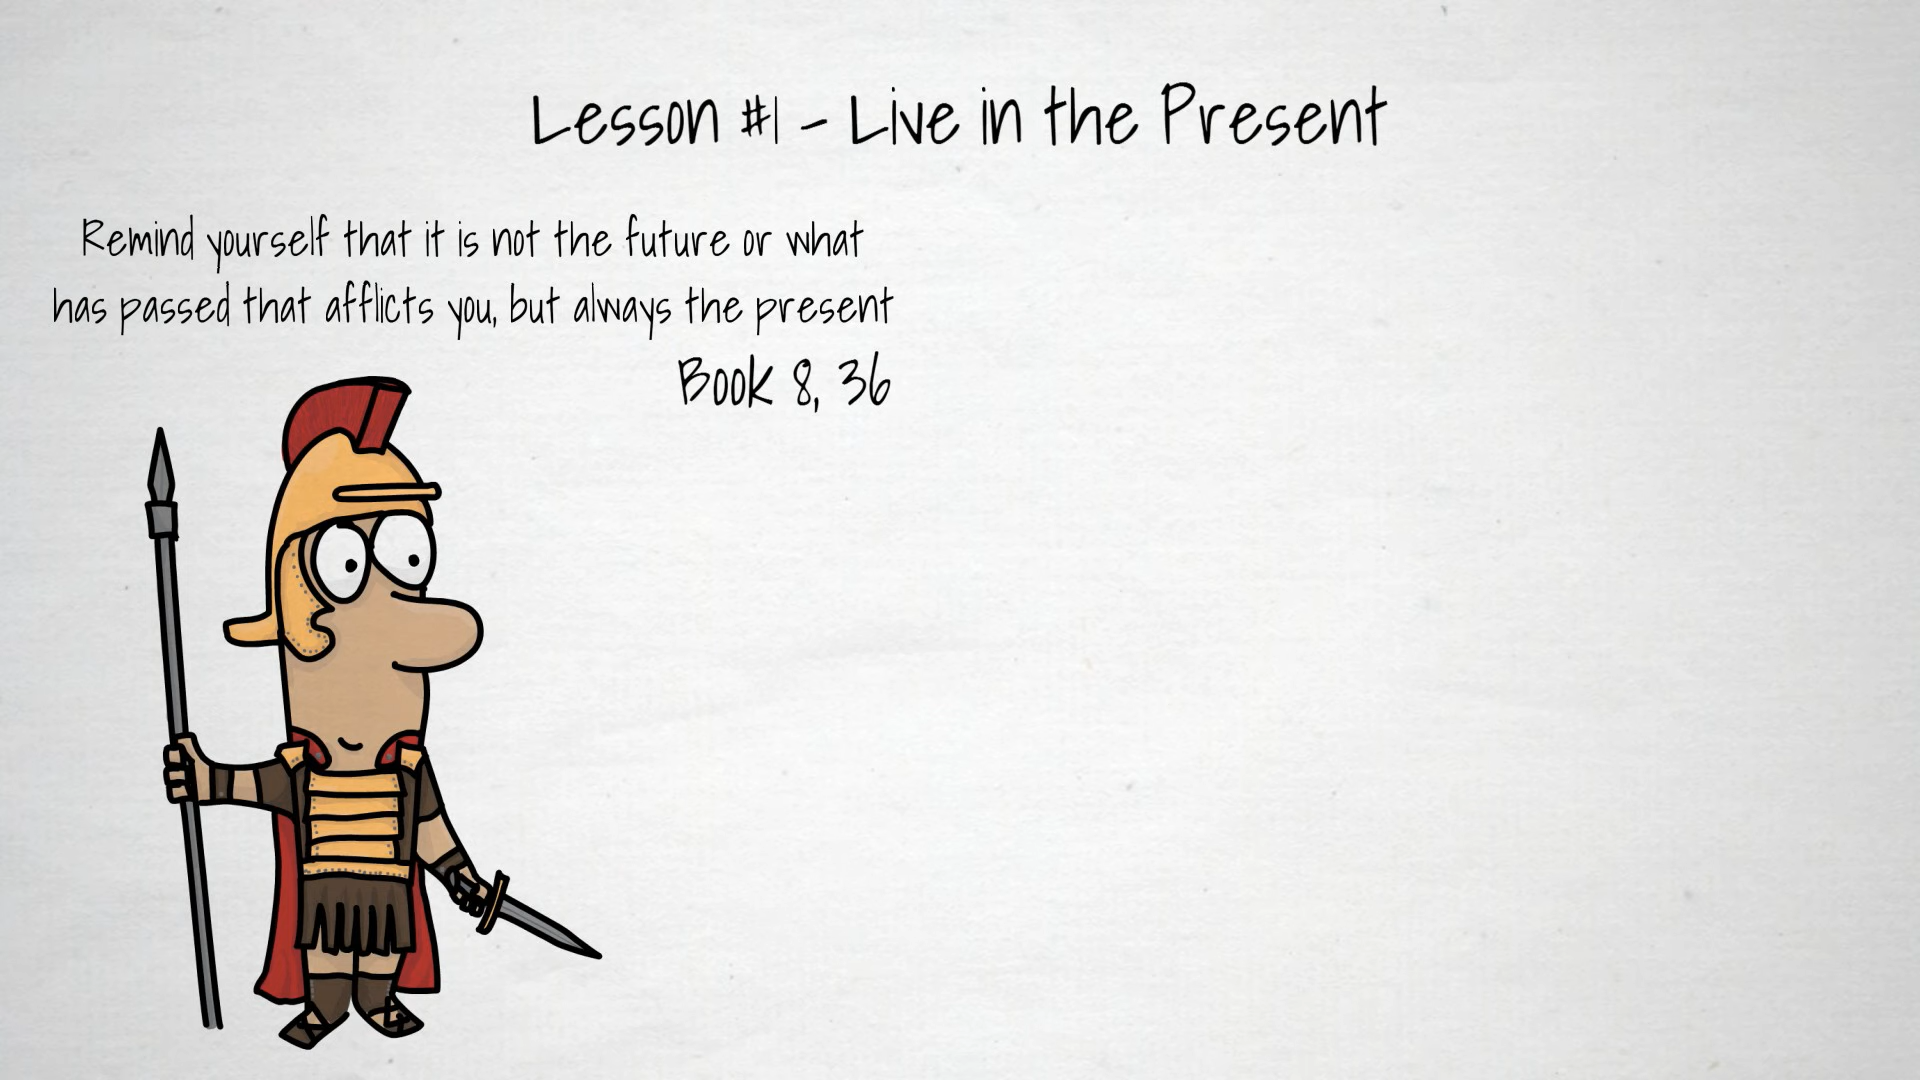 Lesson #1 - Live in the Present
Remind yourself that it is not the future or what
has passed that afflicts you, but always the present
Book 8, 36